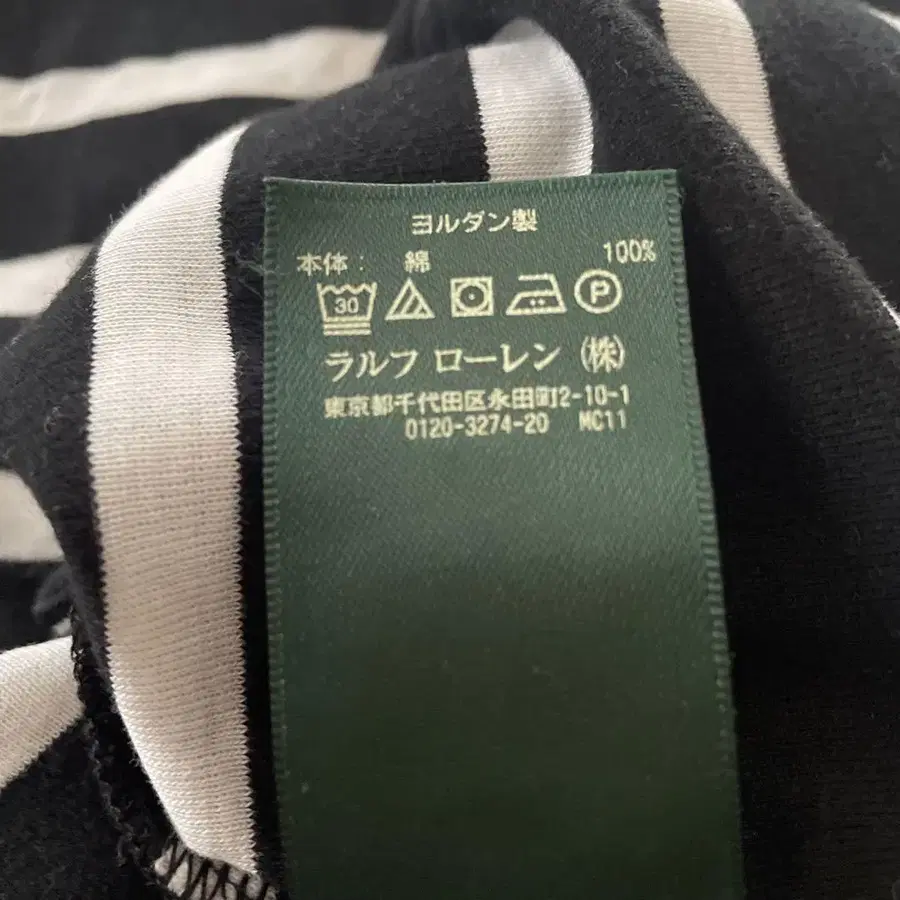 ヨルダン製
本体： 綿 100%
30 P
ラルフ ローレン (株)
東京都千代田区永田町2-10-1
0120-3274-20 MC11